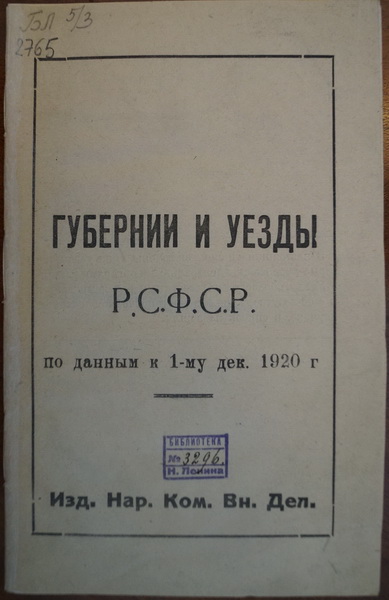 БЛ 5/3
2765
ГУБЕРНИИ И УЕЗДЫ
Р.С.Ф.С.Р.
по данным к 1-му дек. 1920 г
БИБЛИОТЕКА
№ 3296.
Н. Ленина
Изд. Нар. Ком. Вн. Дел.